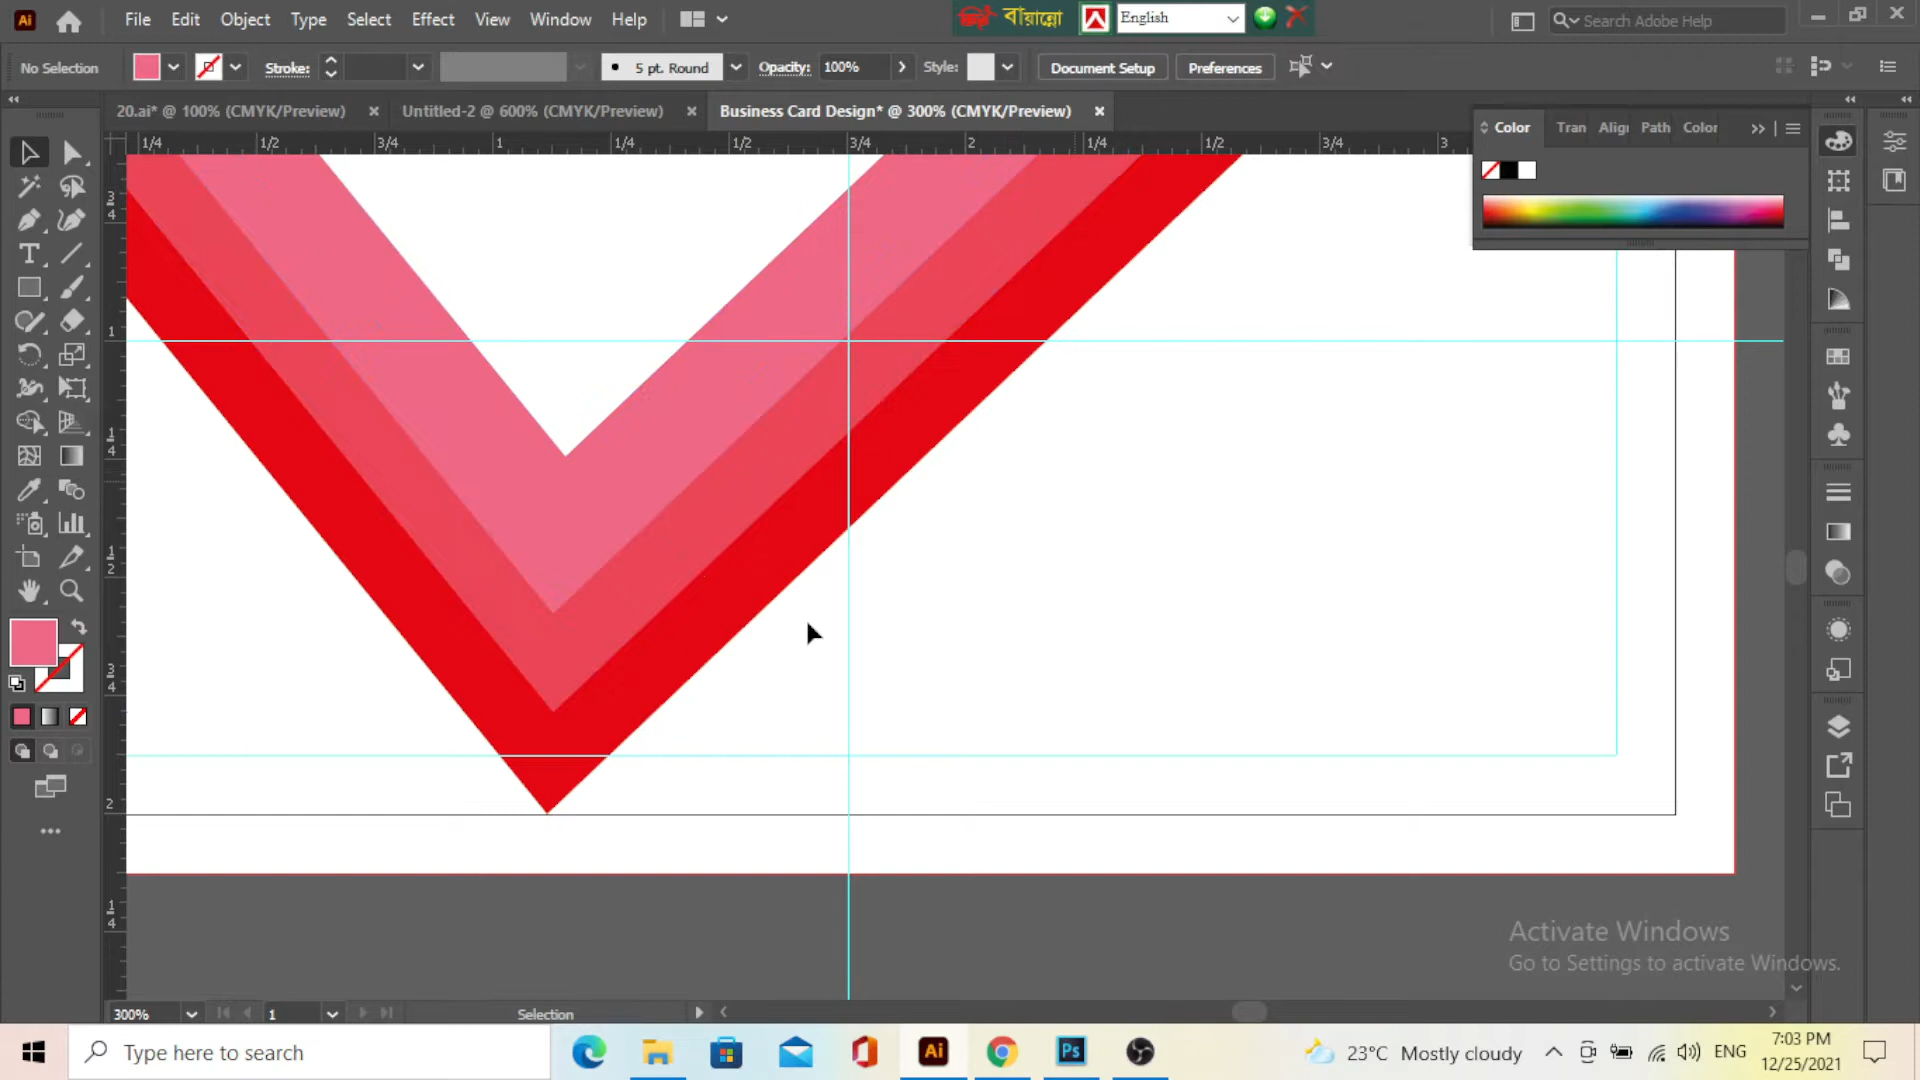 Ai File Edit Object Type Select Effect View Window Help বায়ান্নো English Search Adobe Help
No Selection Stroke: 5 pt. Round Opacity: 100% Style: Document Setup Preferences
20.ai* @ 100% (CMYK/Preview) Untitled-2 @ 600% (CMYK/Preview) Business Card Design* @ 300% (CMYK/Preview)
Color Tran Aligı Path Color
1/4 1/2 3/4 1 1/4 1/2 3/4 2 1/4 1/2 3/4 3
3/4
1
1/4
1/2
3/4
2
1/4
Activate Windows
Go to Settings to activate Windows.
300% 1 Selection
Type here to search Ai Ps 23°C Mostly cloudy ENG 7:03 PM
12/25/2021